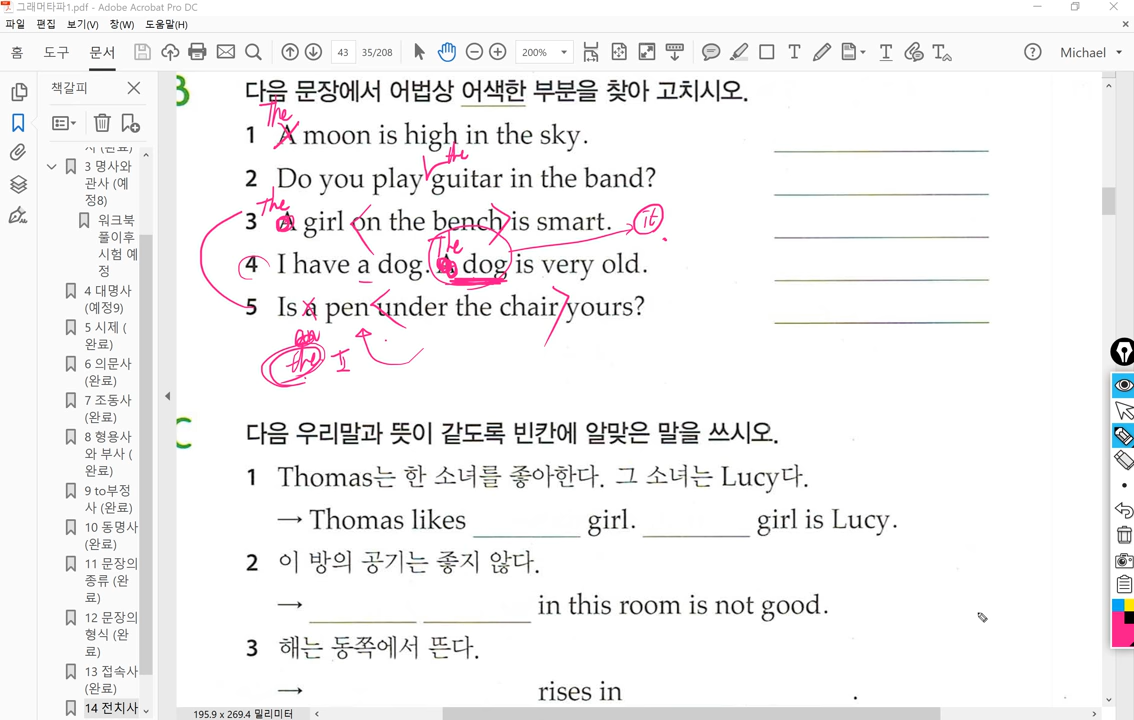 그래머타파1.pdf - Adobe Acrobat Pro DC
파일 편집 보기(V) 창(W) 도움말(H)
홈 도구 문서 43 35/208 200% Michael
책갈피
3 명사와
관사 (예
정8)
워크북
풀이후
시험 예
정
4 대명사
(예정9)
5 시제 (
완료)
6 의문사
(완료)
7 조동사
(완료)
8 형용사
와 부사 (
완료)
9 to부정
사 (완료)
10 동명사
(완료)
11 문장의
종류 (완
료)
12 문장의
형식 (완
료)
13 접속사
(완료)
14 전치사
B 다음 문장에서 어법상 어색한 부분을 찾아 고치시오.
The
1 A moon is high in the sky.
the
2 Do you play guitar in the band?
The
3 A girl on the bench is smart. it
The
4 I have a dog. A dog is very old.
5 Is a pen under the chair yours?
the
C 다음 우리말과 뜻이 같도록 빈칸에 알맞은 말을 쓰시오.
1 Thomas는 한 소녀를 좋아한다. 그 소녀는 Lucy다.
→ Thomas likes girl. girl is Lucy.
2 이 방의 공기는 좋지 않다.
→ in this room is not good.
3 해는 동쪽에서 뜬다.
→ rises in .
195.9 x 269.4 밀리미터